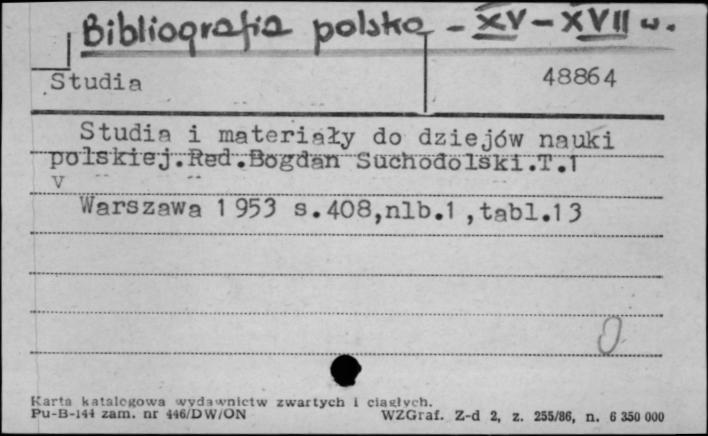 Bibliografia polska - XV - XVII w.
Studia 48864
Studia i materiały do dziejów nauki
polskiej.Red.Bogdan Suchodolski.T.1
V
Warszawa 1953 s.408,nlb.1,tabl.13
0
Karta katalogowa wydawnictw zwartych i ciągłych.
Pu-B-144 zam. nr 446/DW/ON WZGraf. Z-d 2, z. 255/86, n. 6 350 000